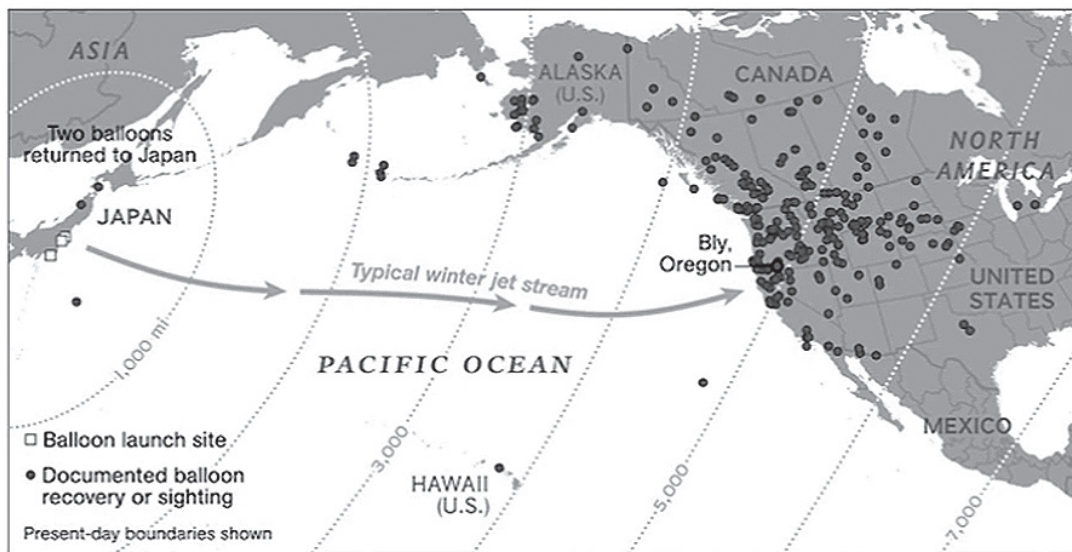 ASIA
ALASKA
(U.S.)
CANADA
Two balloons
returned to Japan
NORTH
AMERICA
JAPAN
Bly,
Oregon
Typical winter jet stream
UNITED
STATES
1,000 mi
PACIFIC OCEAN
MEXICO
Balloon launch site
3,000
Documented balloon
recovery or sighting
HAWAII
(U.S.)
5,000
7,000
Present-day boundaries shown